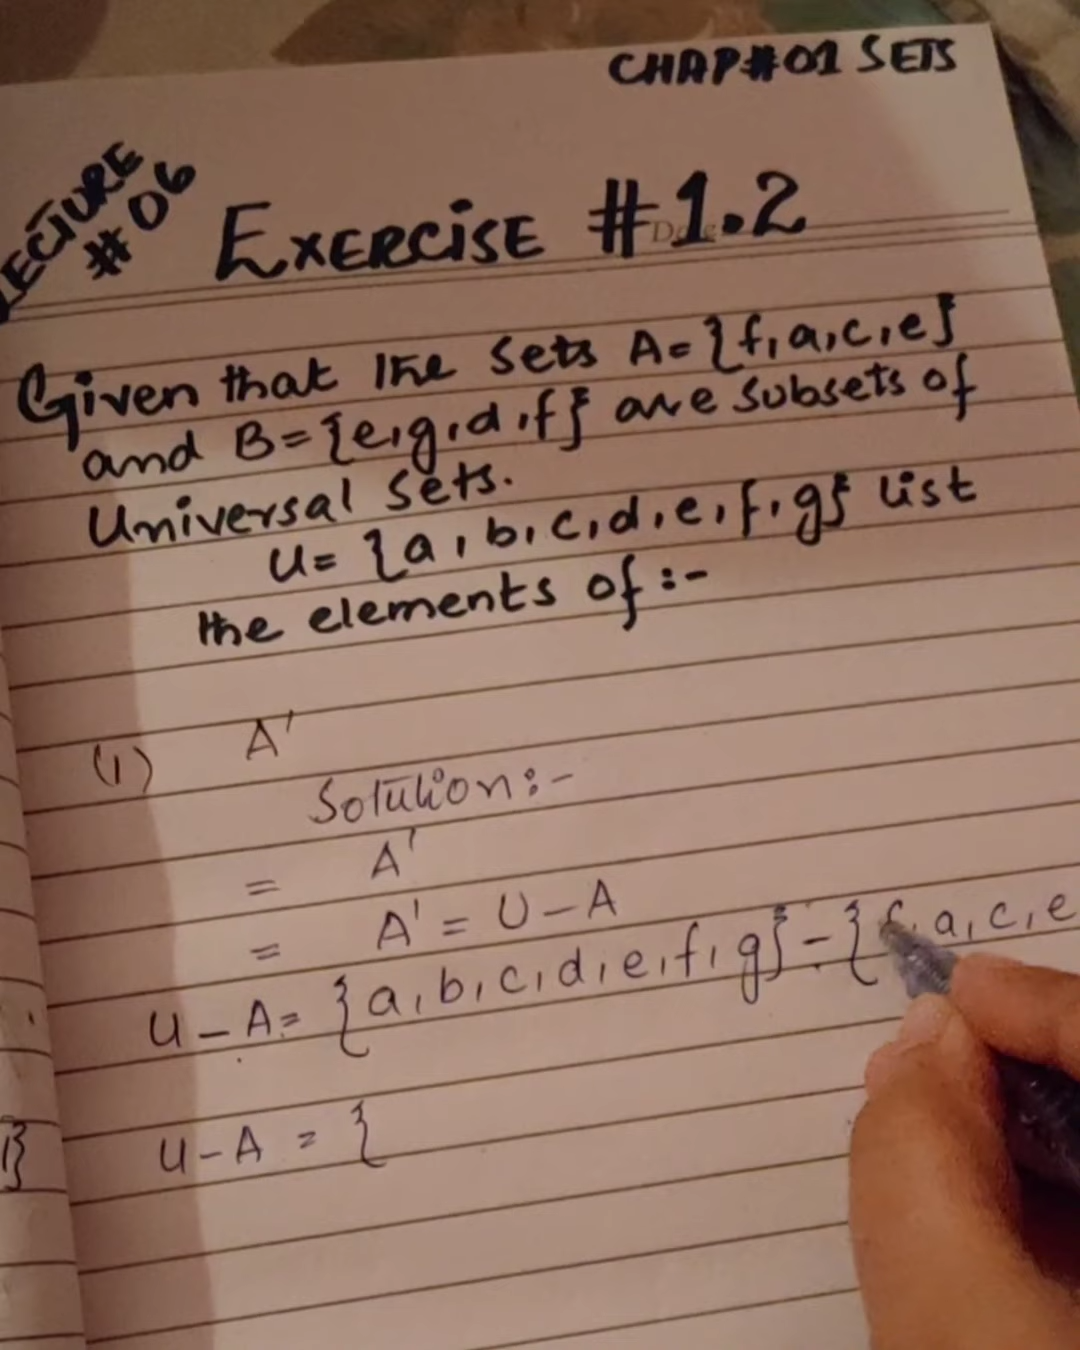 CHAP#01 SETS
LECTURE
#06
EXERCiSE #1.2
Given that the sets A={f,a,c,e}
and B={e,g,d,f} are subsets of
Universal Sets.
U= {a,b,c,d,e,f,g} list
the elements of :-
(1) A'
Solution:-
= A'
= A' = U-A
U-A= {a,b,c,d,e,f,g}-{f,a,c,e
U-A = {